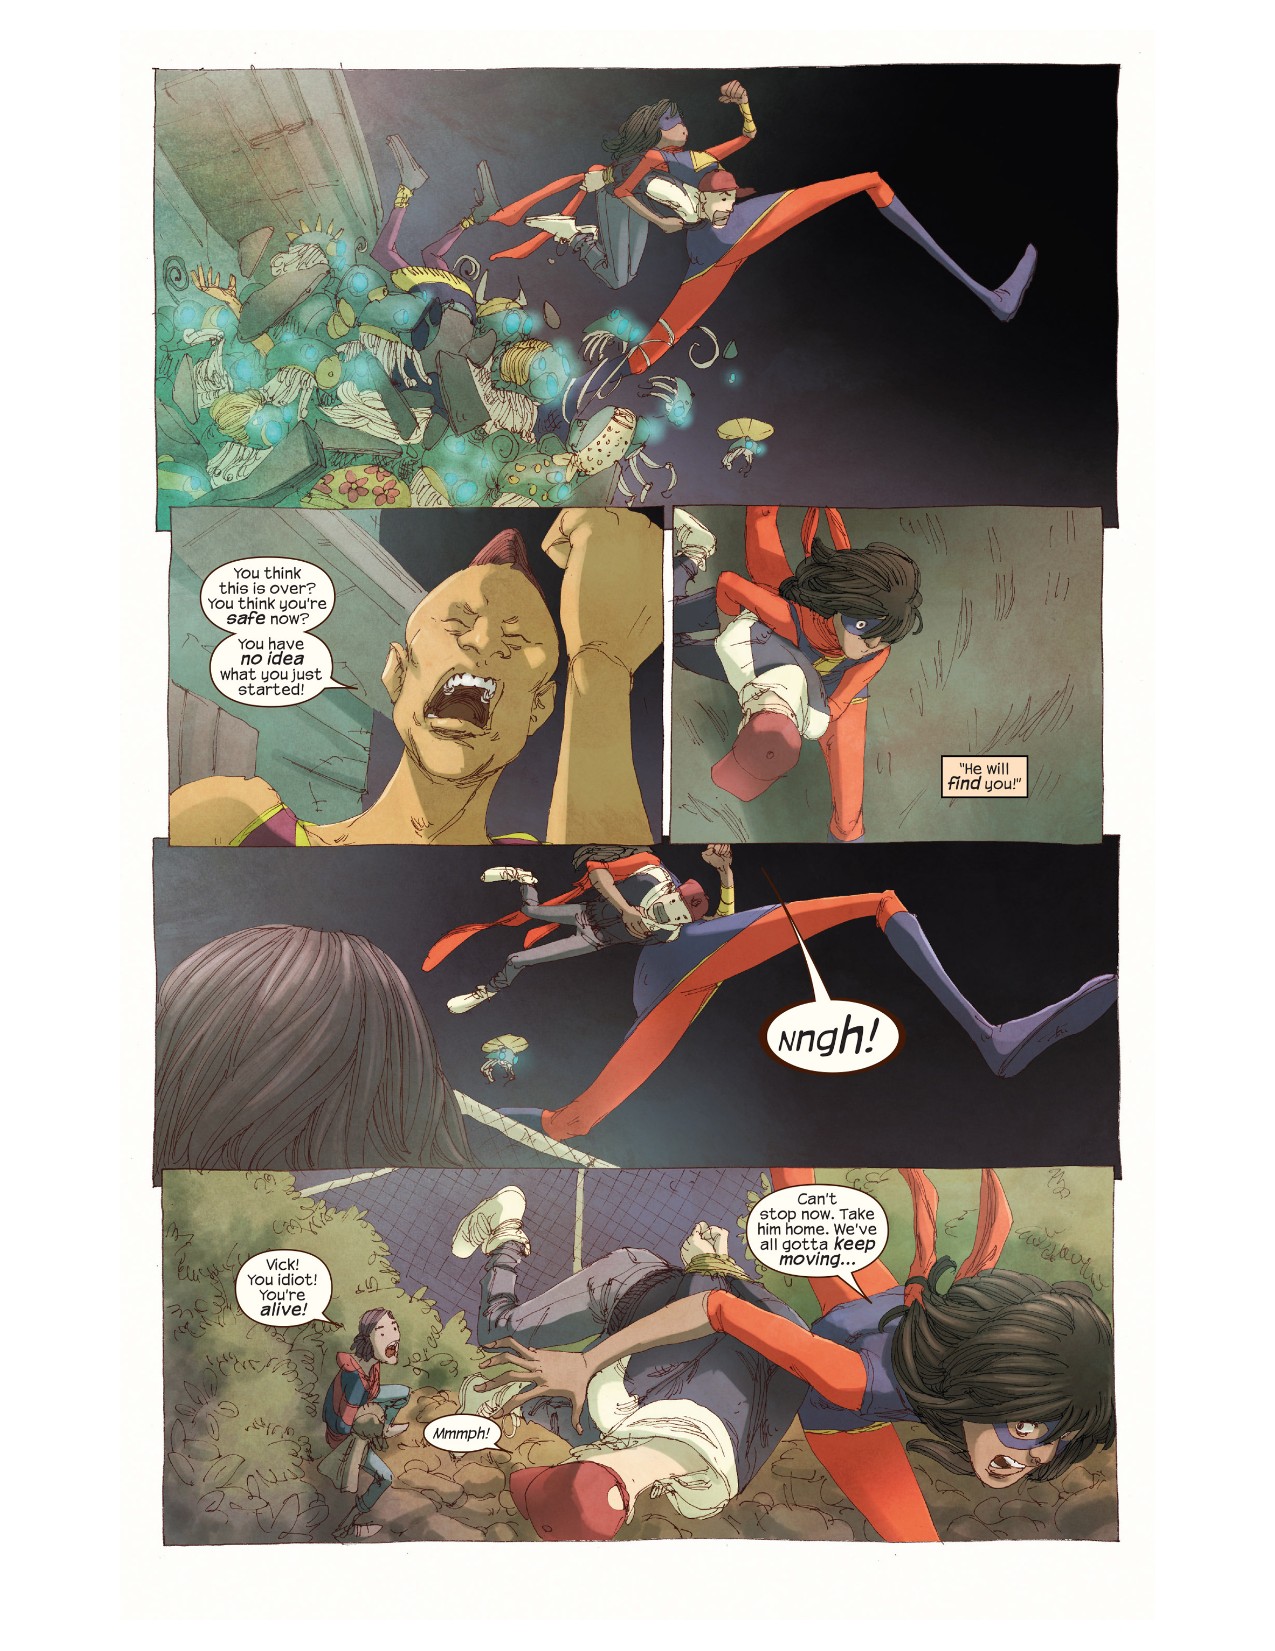 You think
this is over?
You think you're
safe now?
You have
no idea
what you just
started!
"He will
find you!"
Nngh!
Vick!
You idiot!
You're
alive!
Mmmph!
Can't
stop now. Take
him home. We've
all gotta keep
moving...